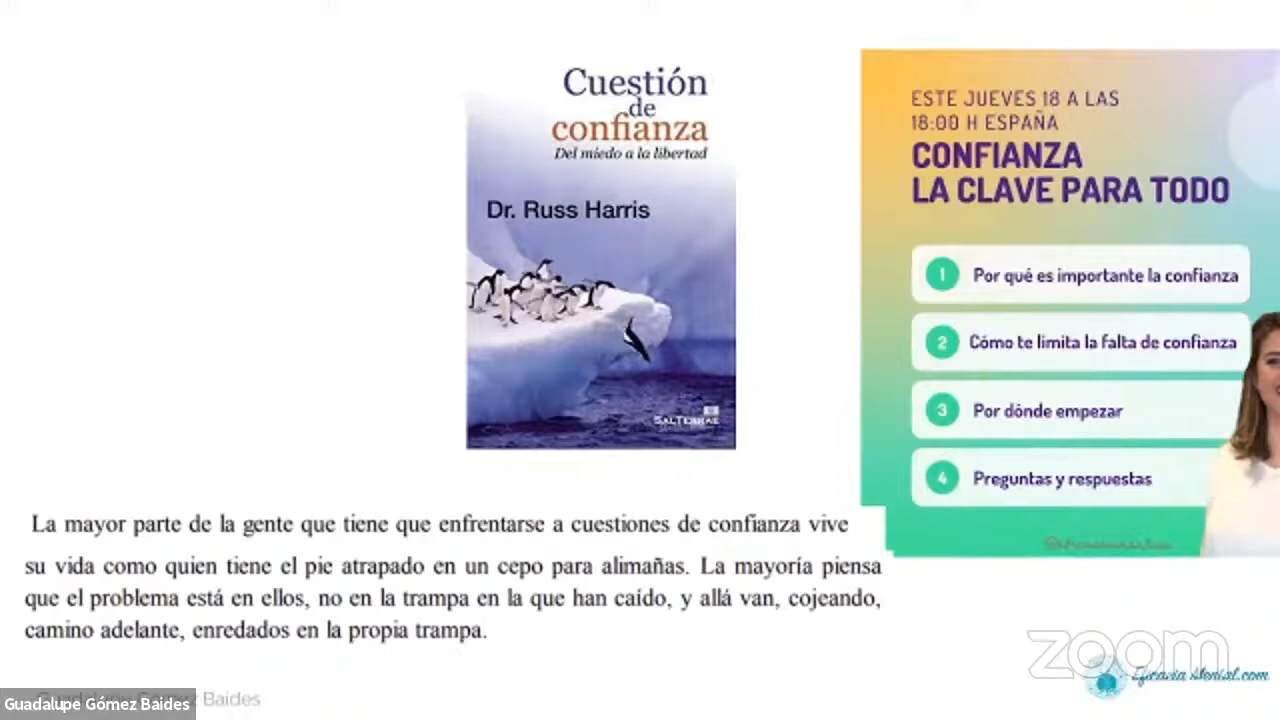 Cuestión
de
confianza
Del miedo a la libertad
Dr. Russ Harris
SALTERRAE
ESTE JUEVES 18 A LAS
18:00 H ESPAÑA
CONFIANZA
LA CLAVE PARA TODO
1 Por qué es importante la confianza
2 Cómo te limita la falta de confianza
3 Por dónde empezar
4 Preguntas y respuestas
La mayor parte de la gente que tiene que enfrentarse a cuestiones de confianza vive
su vida como quien tiene el pie atrapado en un cepo para alimañas. La mayoría piensa
que el problema está en ellos, no en la trampa en la que han caído, y allá van, cojeando,
camino adelante, enredados en la propia trampa.
zoom
Eficacia Mental.com
Guadalupe Gómez Baides
Baides